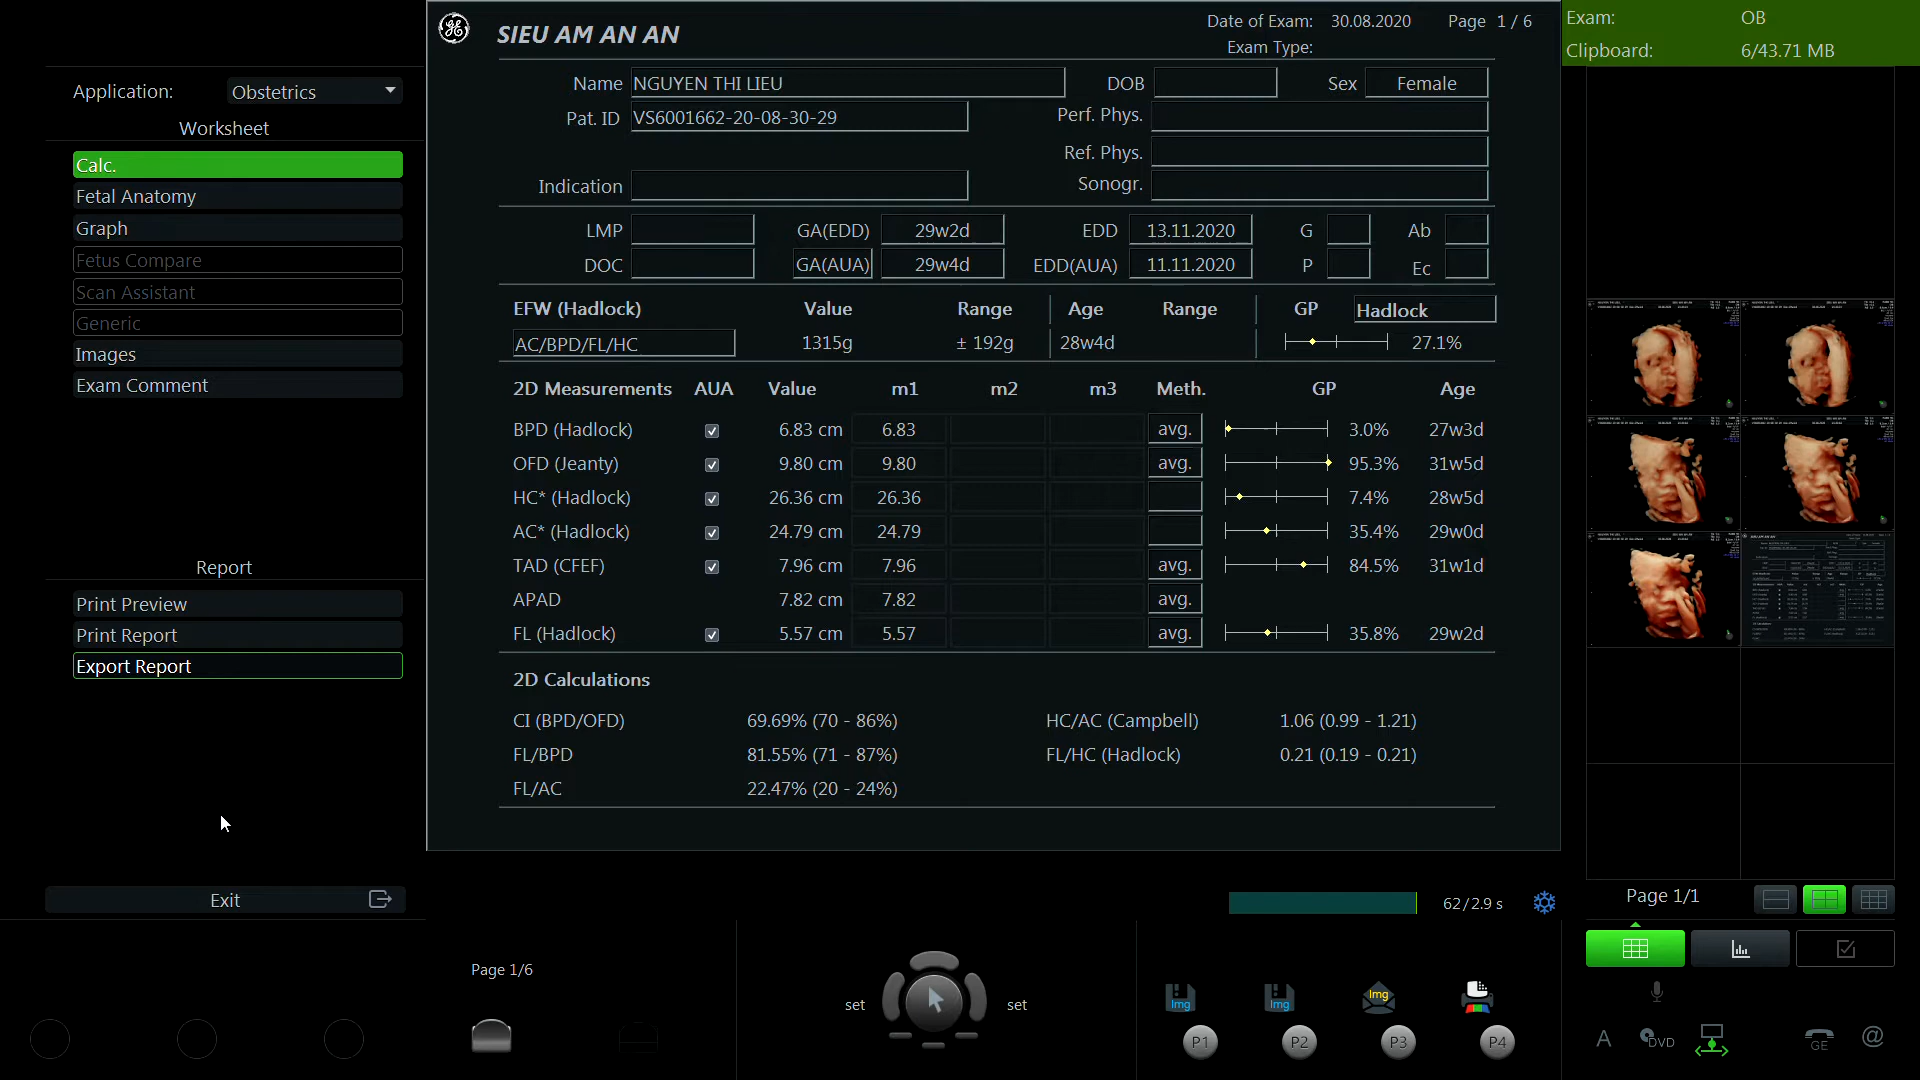 SIEU AM AN AN
Date of Exam: 30.08.2020 Page 1 / 6
Exam Type:
Exam: OB
Clipboard: 6/43.71 MB
Application: Obstetrics
Worksheet
Calc.
Fetal Anatomy
Graph
Fetus Compare
Scan Assistant
Generic
Images
Exam Comment
Report
Print Preview
Print Report
Export Report
Exit
Name NGUYEN THI LIEU DOB Sex Female
Pat. ID VS6001662-20-08-30-29 Perf. Phys.
Ref. Phys.
Indication Sonogr.
LMP GA(EDD) 29w2d EDD 13.11.2020 G Ab
DOC GA(AUA) 29w4d EDD(AUA) 11.11.2020 P Ec
EFW (Hadlock) Value Range Age Range GP Hadlock
AC/BPD/FL/HC 1315g ± 192g 28w4d 27.1%
2D Measurements AUA Value m1 m2 m3 Meth. GP Age
BPD (Hadlock) 6.83 cm 6.83 avg. 3.0% 27w3d
OFD (Jeanty) 9.80 cm 9.80 avg. 95.3% 31w5d
HC* (Hadlock) 26.36 cm 26.36 7.4% 28w5d
AC* (Hadlock) 24.79 cm 24.79 35.4% 29w0d
TAD (CFEF) 7.96 cm 7.96 avg. 84.5% 31w1d
APAD 7.82 cm 7.82 avg.
FL (Hadlock) 5.57 cm 5.57 avg. 35.8% 29w2d
2D Calculations
CI (BPD/OFD) 69.69% (70 - 86%) HC/AC (Campbell) 1.06 (0.99 - 1.21)
FL/BPD 81.55% (71 - 87%) FL/HC (Hadlock) 0.21 (0.19 - 0.21)
FL/AC 22.47% (20 - 24%)
62/2.9 s
Page 1/1
Page 1/6
set set
Img Img Img
P1 P2 P3 P4
A DVD GE @